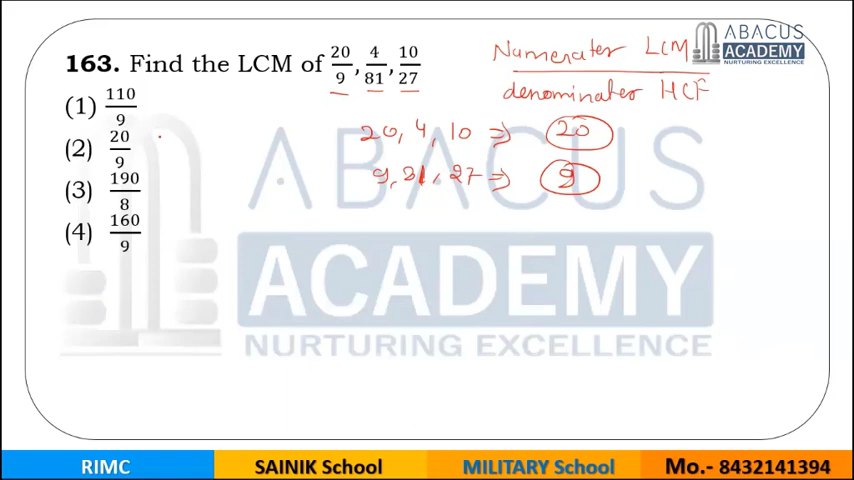 ABACUS
ACADEMY
NURTURING EXCELLENCE
163. Find the LCM of 20/9, 4/81, 10/27
Numerater LCM
denominater HCF
(1) 110/9
(2) 20/9
(3) 190/8
(4) 160/9
20, 4, 10 ⇒ 20
9, 81, 27 ⇒ 9
ABACUS
ACADEMY
NURTURING EXCELLENCE
RIMC SAINIK School MILITARY School Mo.- 8432141394